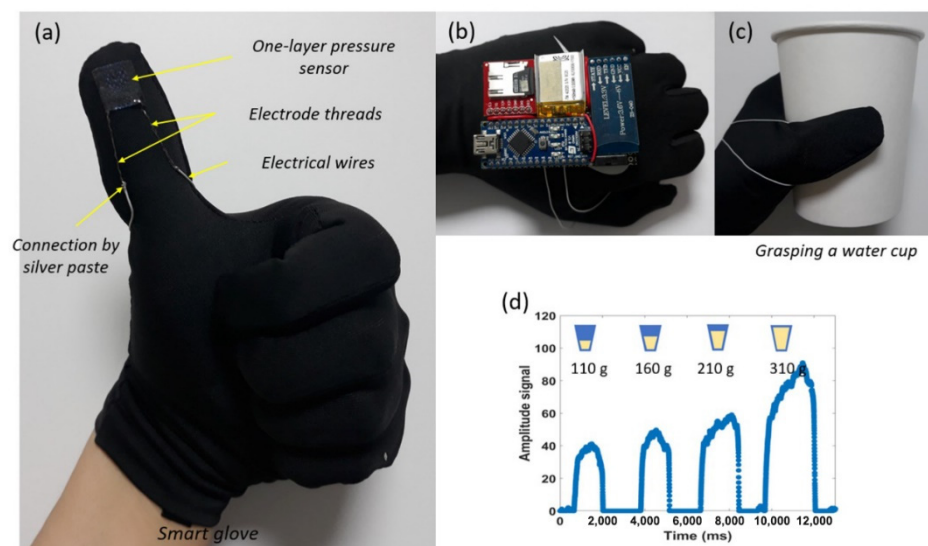 (a)
One-layer pressure
sensor
Electrode threads
Electrical wires
Connection by
silver paste
Smart glove
(b)
(c)
Grasping a water cup
(d)
120
100
80
60
40
20
0
110 g
160 g
210 g
310 g
Amplitude signal
0
2,000
4,000
6,000
8,000
10,000
12,000
Time (ms)